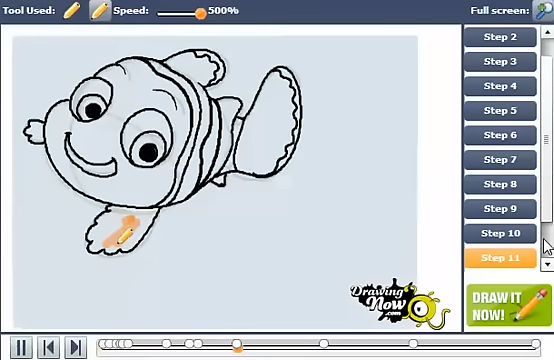 Tool Used: Speed: 500% Full screen:
Step 2
Step 3
Step 4
Step 5
Step 6
Step 7
Step 8
Step 9
Step 10
Step 11
Drawing
Now
.com
DRAW IT
NOW!